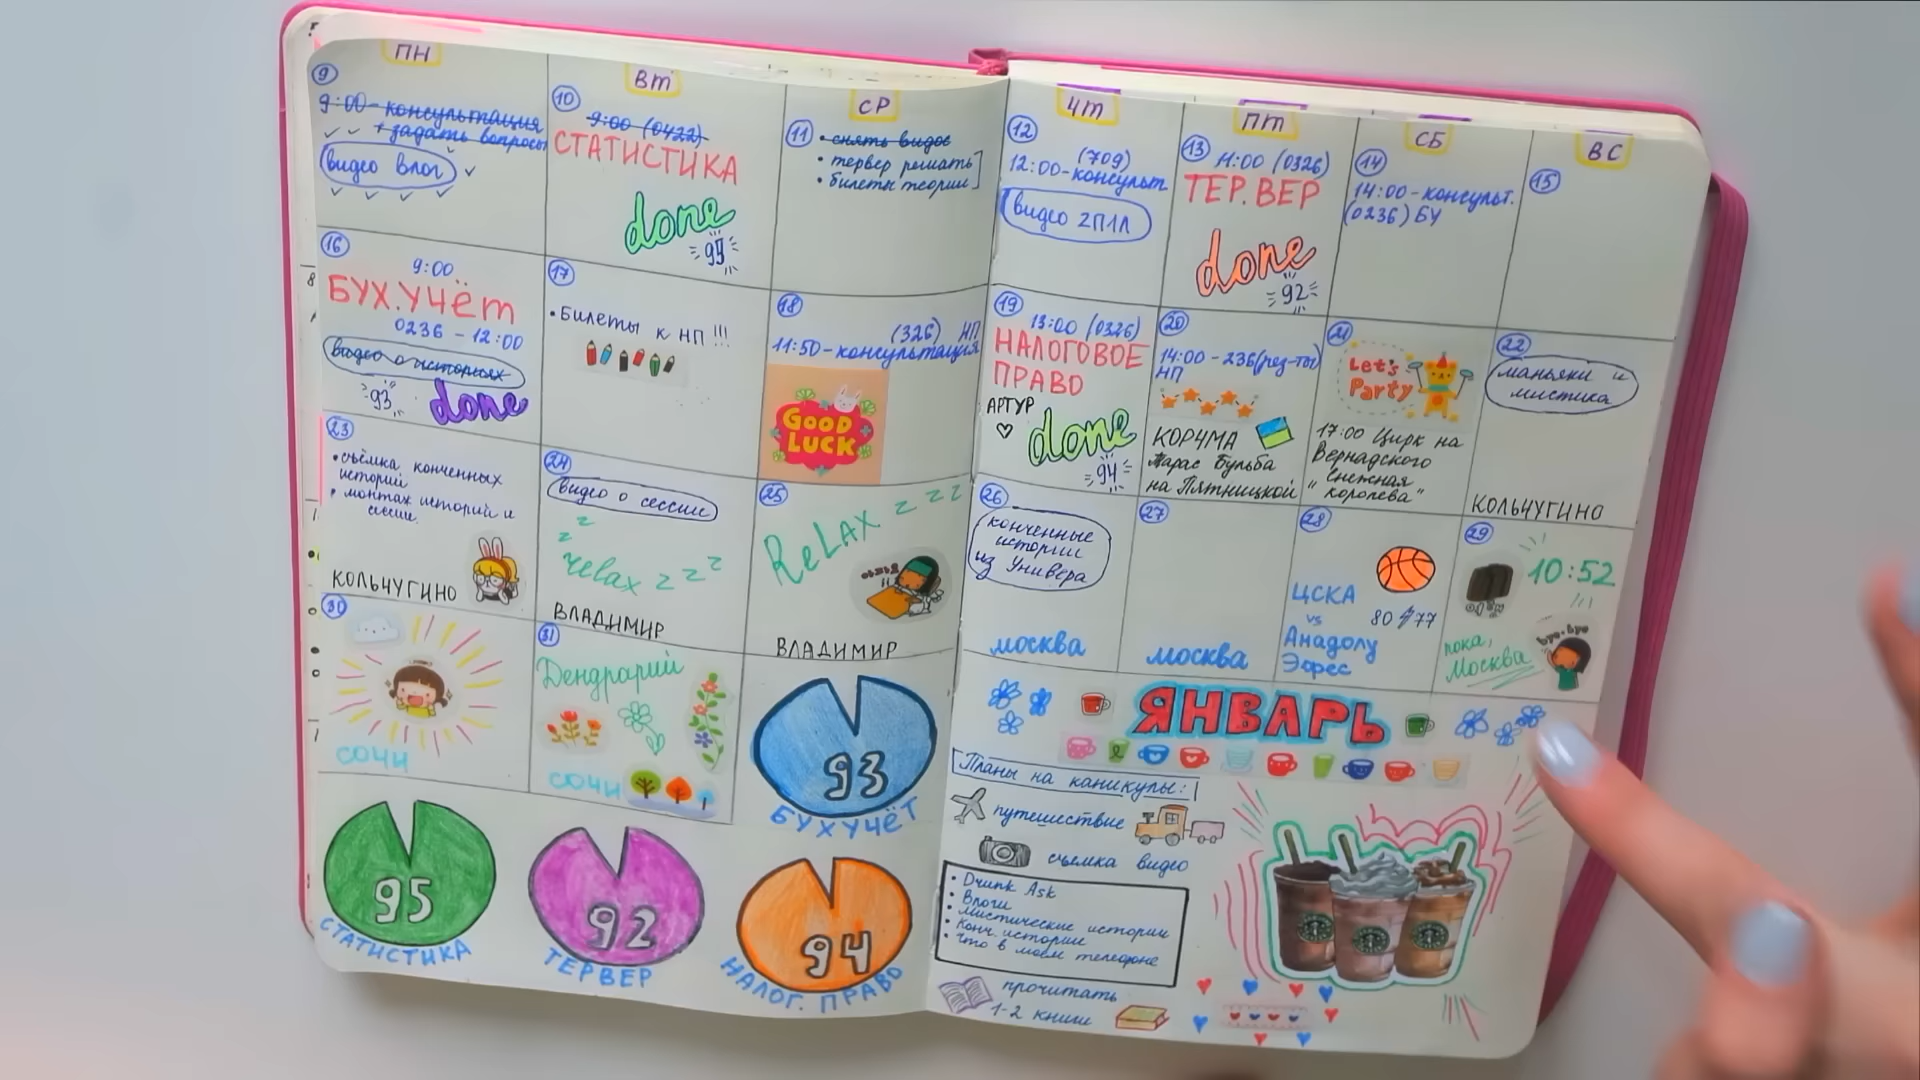 ПН
ВТ
СР
ЧТ
ПТ
СБ
ВС
9
9:00-консультация
+ задать вопросы
видео влог
10
9:00 (0422)
СТАТИСТИКА
done
95
11
• снять видос
• тервер решать
• билеты теории
12
(709)
12:00-консульт.
видео 2П1Л
13
11:00 (0326)
ТЕР.ВЕР
done
92
14
14:00-консульт.
(0236) БУ
15
16
9:00
БУХ.УЧЁТ
0236 - 12:00
видео о историях
93
done
17
• Билеты к НП!!!
18
(326) НП
11:50-консультация
GOOD
LUCK
19
13:00 (0326)
НАЛОГОВОЕ
ПРАВО
АРТУР
done
94
20
14:00 - 236 (рез-ты)
НП
КОРЧМА
Тарас Бульба
на Пятницкой
21
Let's
Party
17:00 Цирк на
Вернадского
"Снежная
королева"
22
маньяки и
мистика
КОЛЬЧУГИНО
23
• съёмка конченных
историй
• монтаж историй и
сессии.
КОЛЬЧУГИНО
24
видео о сессии
z
z
челах z z z
ВЛАДИМИР
25
ReLAX z z z z
ВЛАДИМИР
26
конченные
истории
из Универа
москва
27
москва
28
ЦСКА
vs
80 77
Анадолу
Эфес
29
10:52
пока,
Москва
bye-bye
30
СОЧИ
31
Дендрарий
СОЧИ
93
БУХУЧЁТ
95
СТАТИСТИКА
92
ТЕРВЕР
94
НАЛОГ. ПРАВО
ЯНВАРЬ
Планы на каникулы:
путешествие
съемка видео
• Drunk Ask
• Влоги
• Мистические истории
• Конч. истории
• Что в моем телефоне
прочитать
1-2 книги